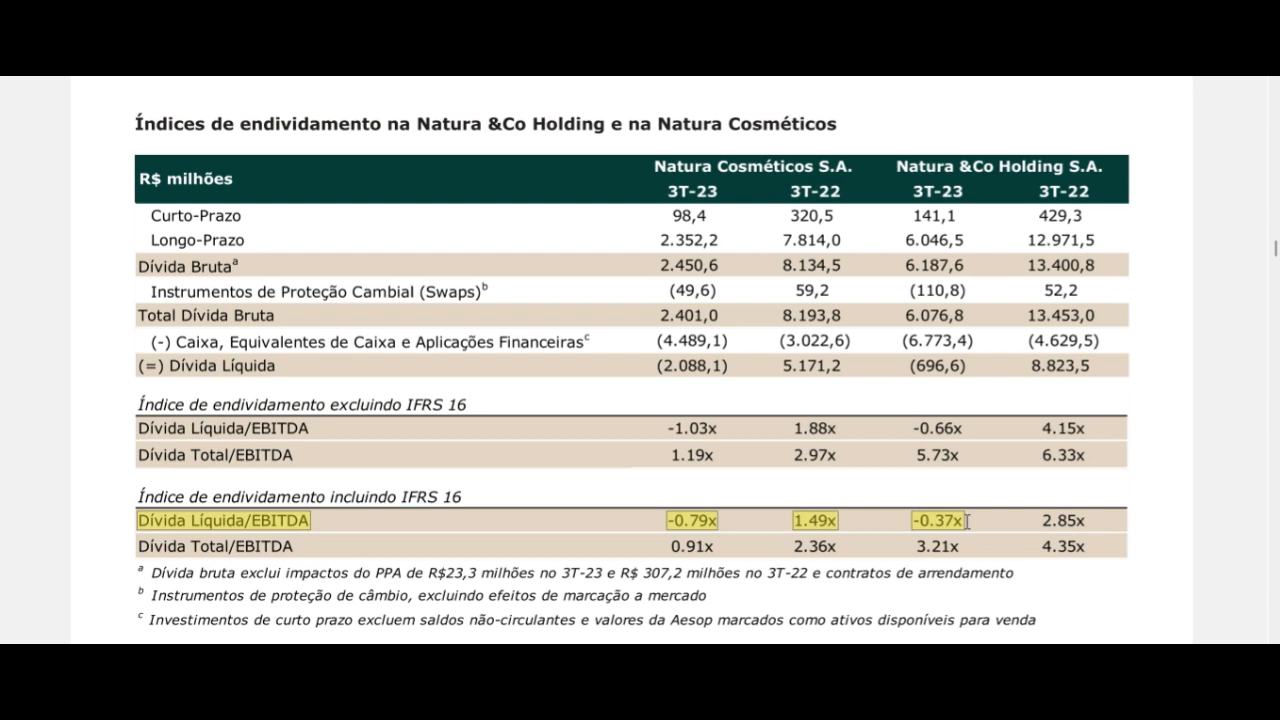 Índices de endividamento na Natura &Co Holding e na Natura Cosméticos
R$ milhões Natura Cosméticos S.A. Natura &Co Holding S.A.
3T-23 3T-22 3T-23 3T-22
Curto-Prazo 98,4 320,5 141,1 429,3
Longo-Prazo 2.352,2 7.814,0 6.046,5 12.971,5
Dívida Brutaª 2.450,6 8.134,5 6.187,6 13.400,8
Instrumentos de Proteção Cambial (Swaps)ᵇ (49,6) 59,2 (110,8) 52,2
Total Dívida Bruta 2.401,0 8.193,8 6.076,8 13.453,0
(-) Caixa, Equivalentes de Caixa e Aplicações Financeirasᶜ (4.489,1) (3.022,6) (6.773,4) (4.629,5)
(=) Dívida Líquida (2.088,1) 5.171,2 (696,6) 8.823,5
Índice de endividamento excluindo IFRS 16
Dívida Líquida/EBITDA -1.03x 1.88x -0.66x 4.15x
Dívida Total/EBITDA 1.19x 2.97x 5.73x 6.33x
Índice de endividamento incluindo IFRS 16
Dívida Líquida/EBITDA -0.79x 1.49x -0.37x 2.85x
Dívida Total/EBITDA 0.91x 2.36x 3.21x 4.35x
ª Dívida bruta exclui impactos do PPA de R$23,3 milhões no 3T-23 e R$ 307,2 milhões no 3T-22 e contratos de arrendamento
ᵇ Instrumentos de proteção de câmbio, excluindo efeitos de marcação a mercado
ᶜ Investimentos de curto prazo excluem saldos não-circulantes e valores da Aesop marcados como ativos disponíveis para venda